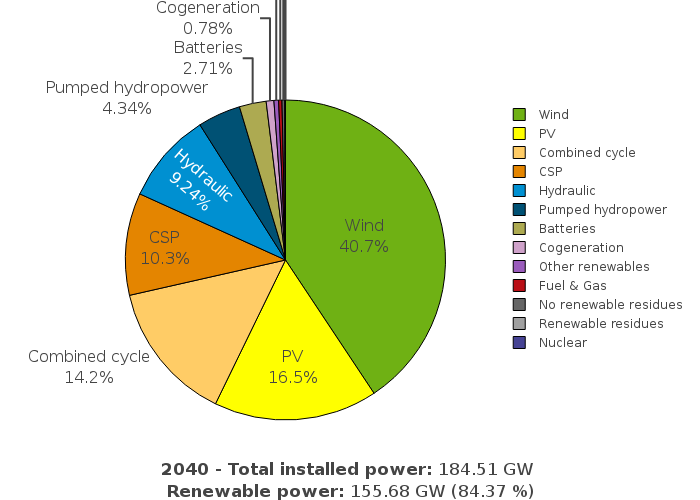 Cogeneration
0.78%
Batteries
2.71%
Pumped hydropower
4.34%
Hydraulic
9.24%
Wind
40.7%
CSP
10.3%
Combined cycle
14.2%
PV
16.5%
Wind
PV
Combined cycle
CSP
Hydraulic
Pumped hydropower
Batteries
Cogeneration
Other renewables
Fuel & Gas
No renewable residues
Renewable residues
Nuclear
2040 - Total installed power: 184.51 GW
Renewable power: 155.68 GW (84.37 %)